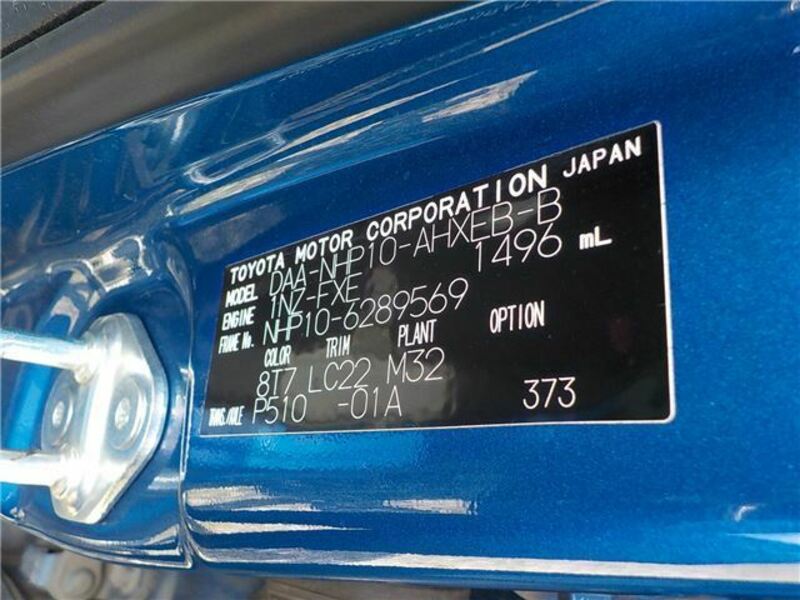 TOYOTA MOTOR CORPORATION JAPAN
MODEL DAA-NHP10-AHXEB-B
ENGINE 1NZ-FXE 1496 mL
FRAME No. NHP10-6289569
COLOR TRIM PLANT OPTION
8T7 LC22 M32
TRANS./AXLE P510 -01A 373